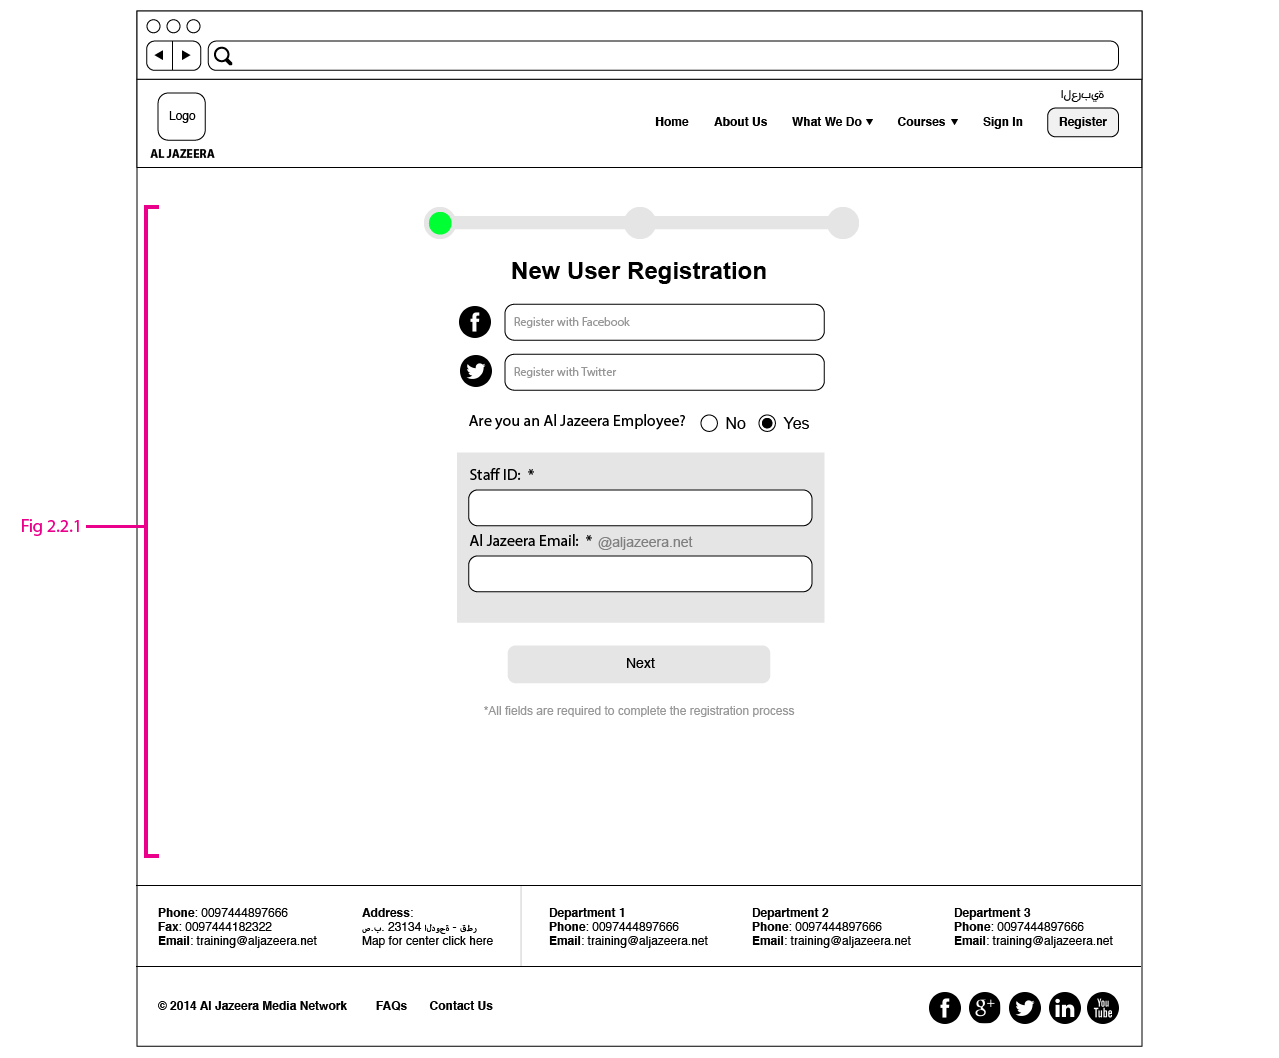 العربية
Logo
AL JAZEERA
Home About Us What We Do Courses Sign In Register
New User Registration
Register with Facebook
Register with Twitter
Are you an Al Jazeera Employee? No Yes
Staff ID: *
Fig 2.2.1
Al Jazeera Email: * @aljazeera.net
Next
*All fields are required to complete the registration process
Phone: 0097444897666
Fax: 0097444182322
Email: training@aljazeera.net
Address:
ص.ب. 23134 الدوحة - قطر
Map for center click here
Department 1
Phone: 0097444897666
Email: training@aljazeera.net
Department 2
Phone: 0097444897666
Email: training@aljazeera.net
Department 3
Phone: 0097444897666
Email: training@aljazeera.net
© 2014 Al Jazeera Media Network FAQs Contact Us
f g+ in You Tube